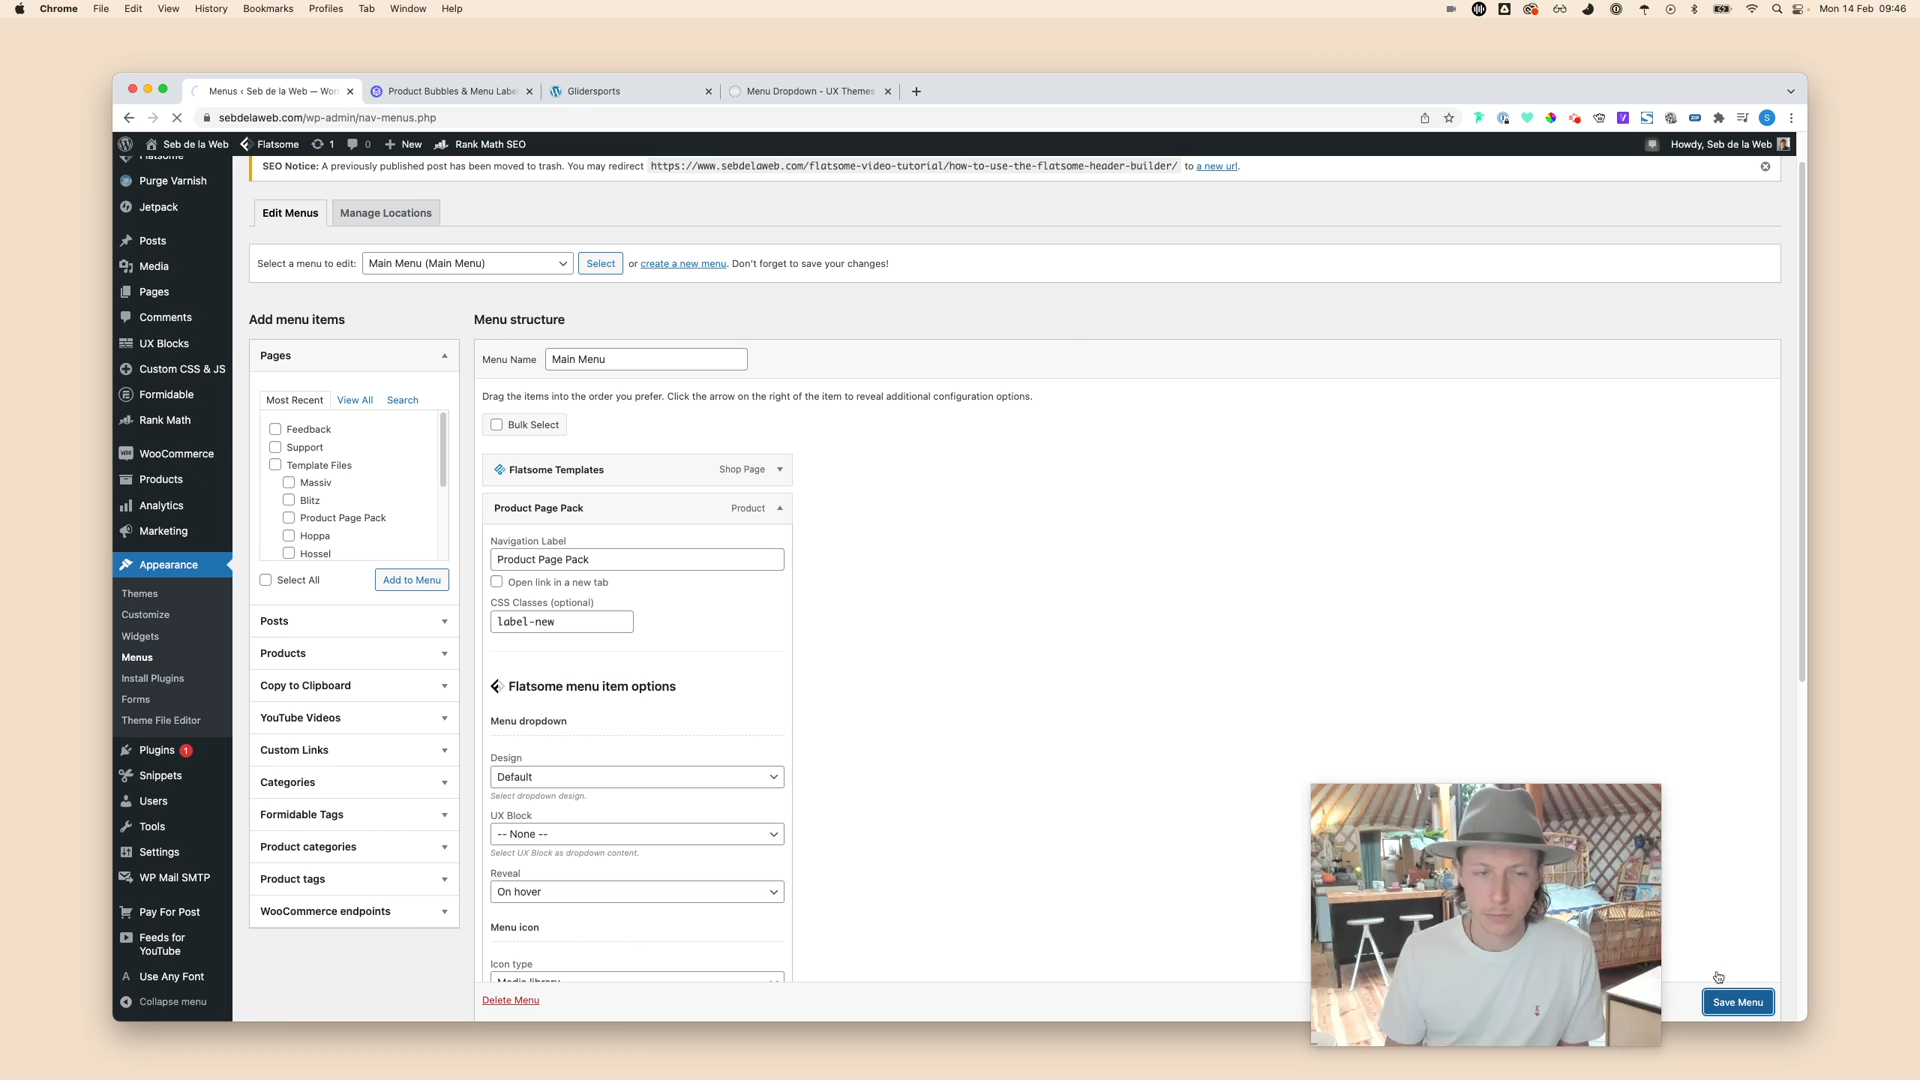 Chrome File Edit View History Bookmarks Profiles Tab Window Help Mon 14 Feb 09:46
Menus ‹ Seb de la Web — Wor Product Bubbles & Menu Labe Glidersports Menu Dropdown - UX Themes
sebdelaweb.com/wp-admin/nav-menus.php
Seb de la Web Flatsome 1 0 New Rank Math SEO Howdy, Seb de la Web
Flatsome
Purge Varnish
Jetpack
Posts
Media
Pages
Comments
UX Blocks
Custom CSS & JS
Formidable
Rank Math
WooCommerce
Products
Analytics
Marketing
Appearance
Themes
Customize
Widgets
Menus
Install Plugins
Forms
Theme File Editor
Plugins 1
Snippets
Users
Tools
Settings
WP Mail SMTP
Pay For Post
Feeds for
YouTube
Use Any Font
Collapse menu
SEO Notice: A previously published post has been moved to trash. You may redirect https://www.sebdelaweb.com/flatsome-video-tutorial/how-to-use-the-flatsome-header-builder/ to a new url.
Edit Menus Manage Locations
Select a menu to edit: Main Menu (Main Menu) Select or create a new menu. Don't forget to save your changes!
Add menu items
Pages
Most Recent View All Search
Feedback
Support
Template Files
Massiv
Blitz
Product Page Pack
Hoppa
Hossel
Select All Add to Menu
Posts
Products
Copy to Clipboard
YouTube Videos
Custom Links
Categories
Formidable Tags
Product categories
Product tags
WooCommerce endpoints
Menu structure
Menu Name Main Menu
Drag the items into the order you prefer. Click the arrow on the right of the item to reveal additional configuration options.
Bulk Select
Flatsome Templates Shop Page
Product Page Pack Product
Navigation Label
Product Page Pack
Open link in a new tab
CSS Classes (optional)
label-new
Flatsome menu item options
Menu dropdown
Design
Default
Select dropdown design.
UX Block
-- None --
Select UX Block as dropdown content.
Reveal
On hover
Menu icon
Icon type
Media library
Delete Menu Save Menu